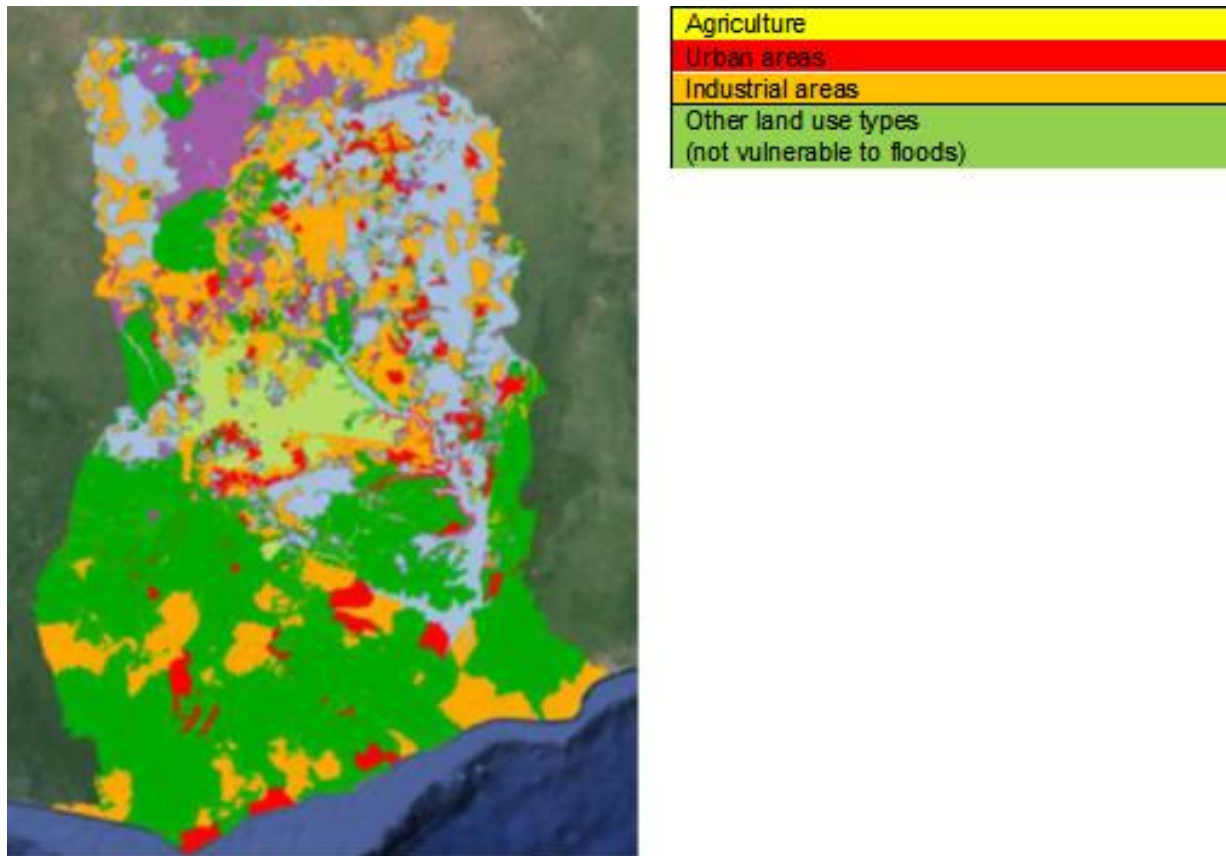 Agriculture
Urban areas
Industrial areas
Other land use types
(not vulnerable to floods)